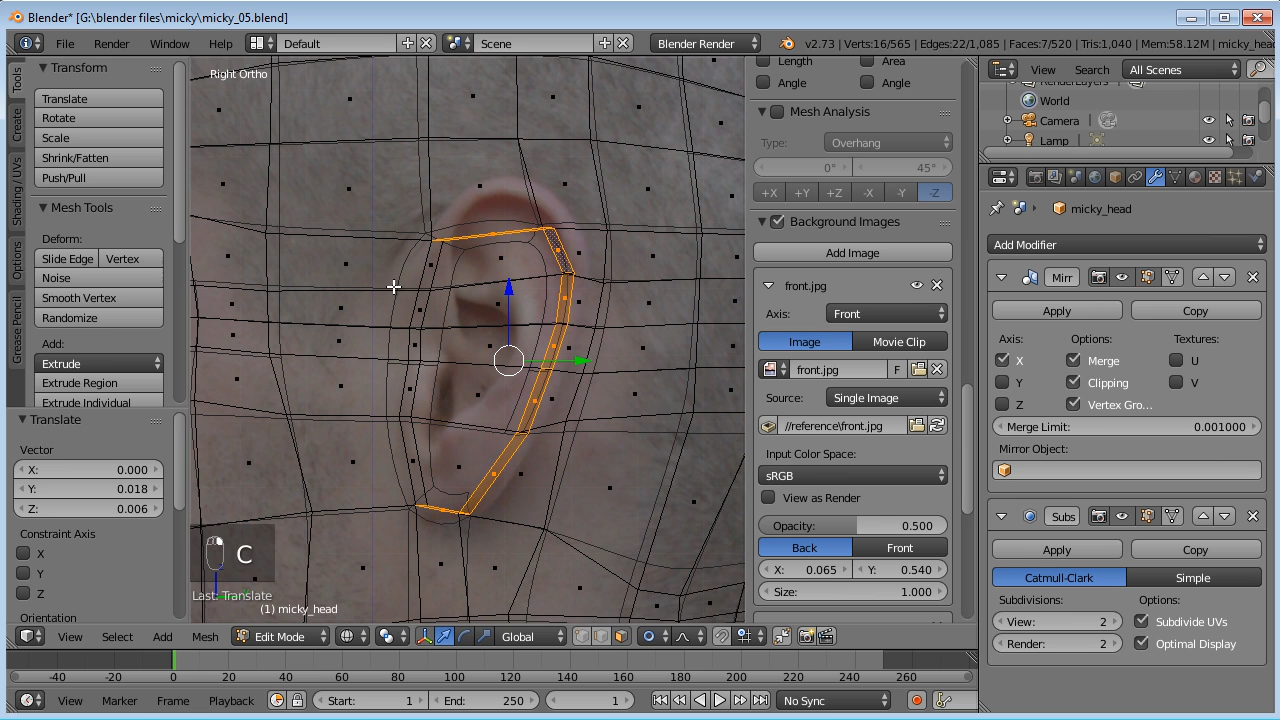 Blender* [G:\blender files\micky\micky_05.blend]
File Render Window Help Default Scene Blender Render v2.73 | Verts:16/565 | Edges:22/1,085 | Faces:7/520 | Tris:1,040 | Mem:58.12M | micky_hea
Tools
Create
Shading / UVs
Options
Grease Pencil
Transform
Translate
Rotate
Scale
Shrink/Fatten
Push/Pull
Mesh Tools
Deform:
Slide Edge Vertex
Noise
Smooth Vertex
Randomize
Add:
Extrude
Extrude Region
Extrude Individual
Translate
Vector
X: 0.000
Y: 0.018
Z: 0.006
Constraint Axis
X
Y
Z
Orientation
Right Ortho
C
Last: Translate
(1) micky_head
Length Area
Angle Angle
Mesh Analysis
Type: Overhang
0° 45°
+X +Y +Z -X -Y -Z
Background Images
Add Image
front.jpg
Axis: Front
Image Movie Clip
front.jpg F
Source: Single Image
//reference\front.jpg
Input Color Space:
sRGB
View as Render
Opacity: 0.500
Back Front
X: 0.065 Y: 0.540
Size: 1.000
View Select Add Mesh Edit Mode Global
-40 -20 0 20 40 60 80 100 120 140 160 180 200 220 240 260
View Marker Frame Playback Start: 1 End: 250 1 No Sync
View Search All Scenes
RenderLayers
World
Camera
Lamp
micky_head
Add Modifier
Mirr
Apply Copy
Axis: Options: Textures:
X Merge U
Y Clipping V
Z Vertex Gro...
Merge Limit: 0.001000
Mirror Object:
Subs
Apply Copy
Catmull-Clark Simple
Subdivisions: Options:
View: 2 Subdivide UVs
Render: 2 Optimal Display